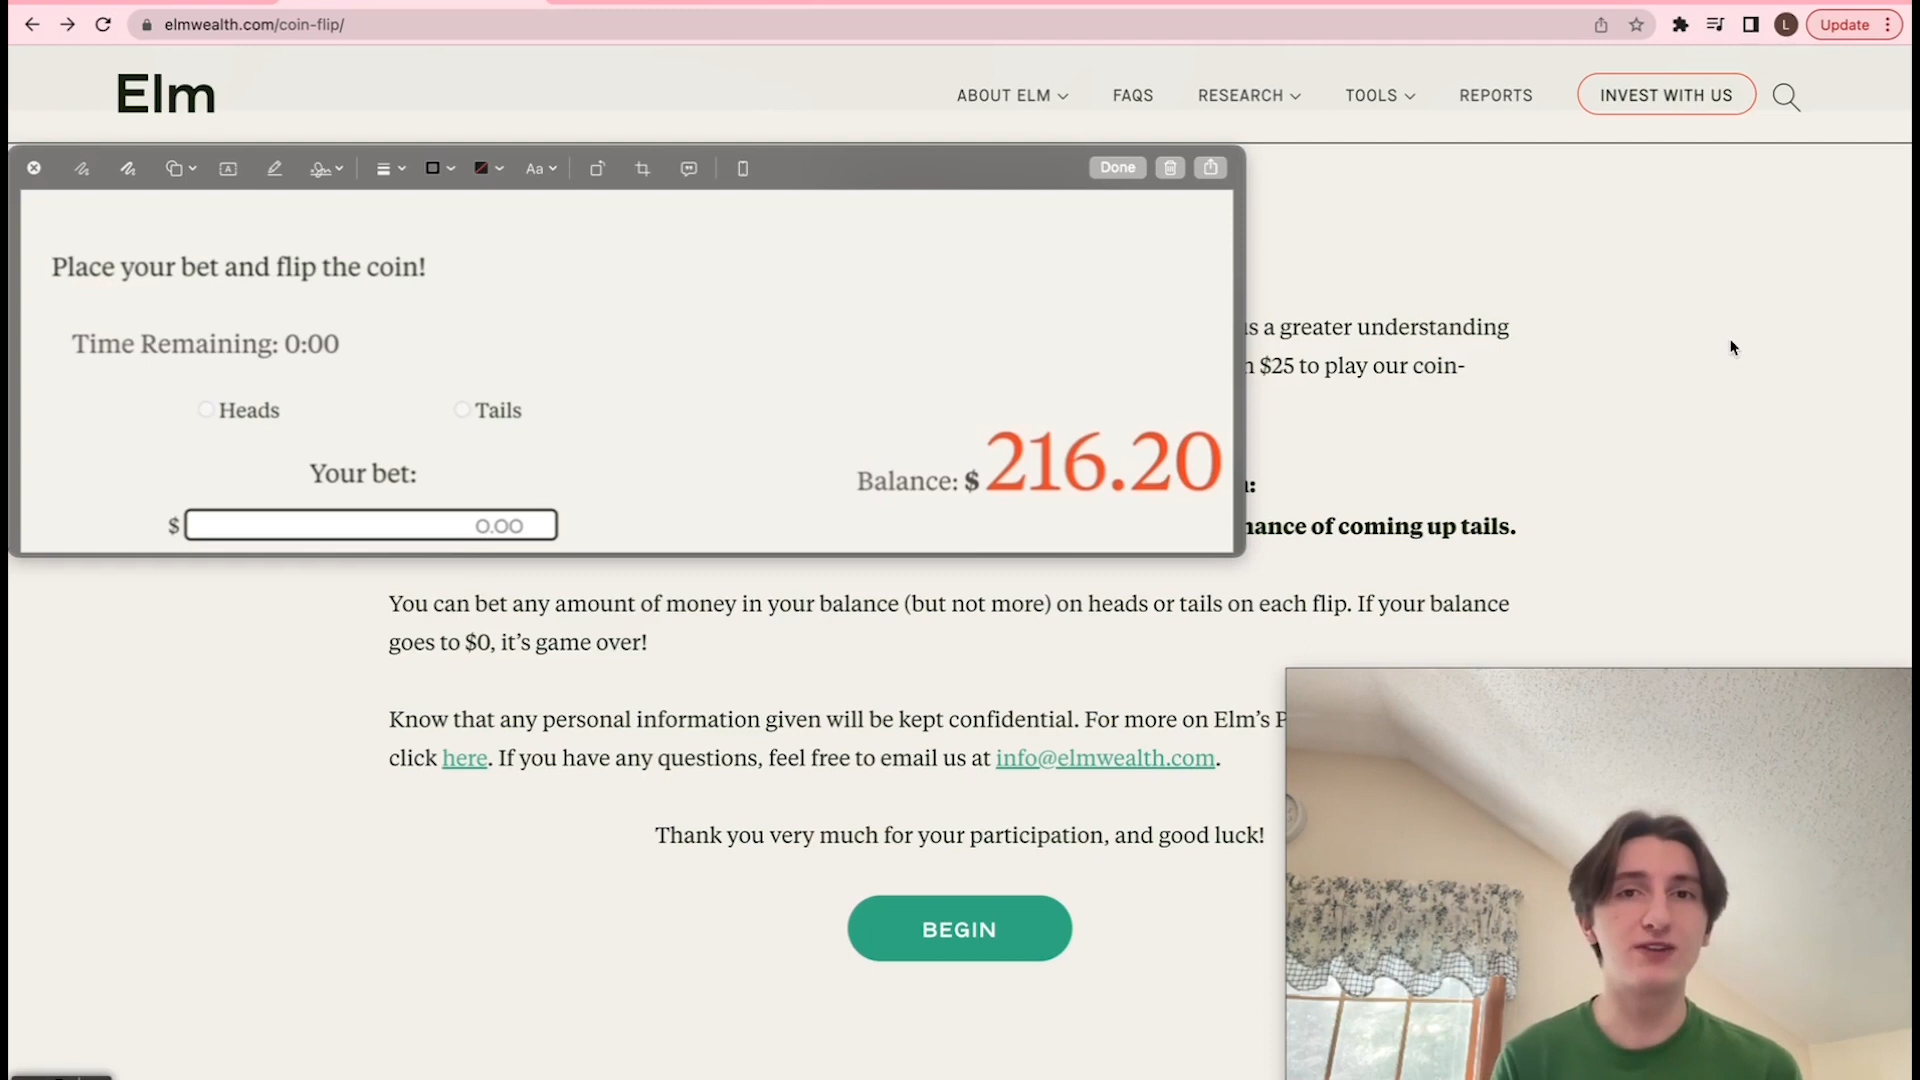 elmwealth.com/coin-flip/
L
Update
Elm
ABOUT ELM
FAQS
RESEARCH
TOOLS
REPORTS
INVEST WITH US
A
Aa
Done
Place your bet and flip the coin!
Time Remaining: 0:00
Heads
Tails
Your bet:
$ 0.00
Balance: $ 216.20
a greater understanding
$25 to play our coin-
of coming up tails.
You can bet any amount of money in your balance (but not more) on heads or tails on each flip. If your balance
goes to $0, it’s game over!
Know that any personal information given will be kept confidential. For more on Elm’s
click here. If you have any questions, feel free to email us at info@elmwealth.com.
Thank you very much for your participation, and good luck!
BEGIN